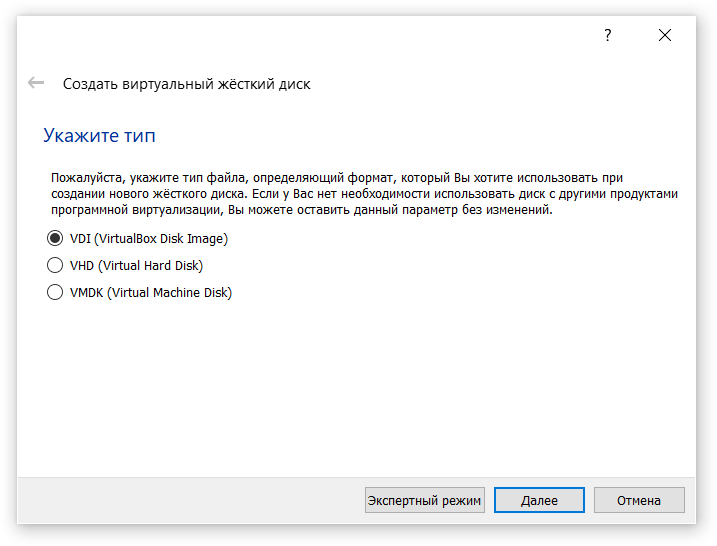 ?
Создать виртуальный жёсткий диск
Укажите тип
Пожалуйста, укажите тип файла, определяющий формат, который Вы хотите использовать при
создании нового жёсткого диска. Если у Вас нет необходимости использовать диск с другими продуктами
программной виртуализации, Вы можете оставить данный параметр без изменений.
VDI (VirtualBox Disk Image)
VHD (Virtual Hard Disk)
VMDK (Virtual Machine Disk)
Экспертный режим Далее Отмена